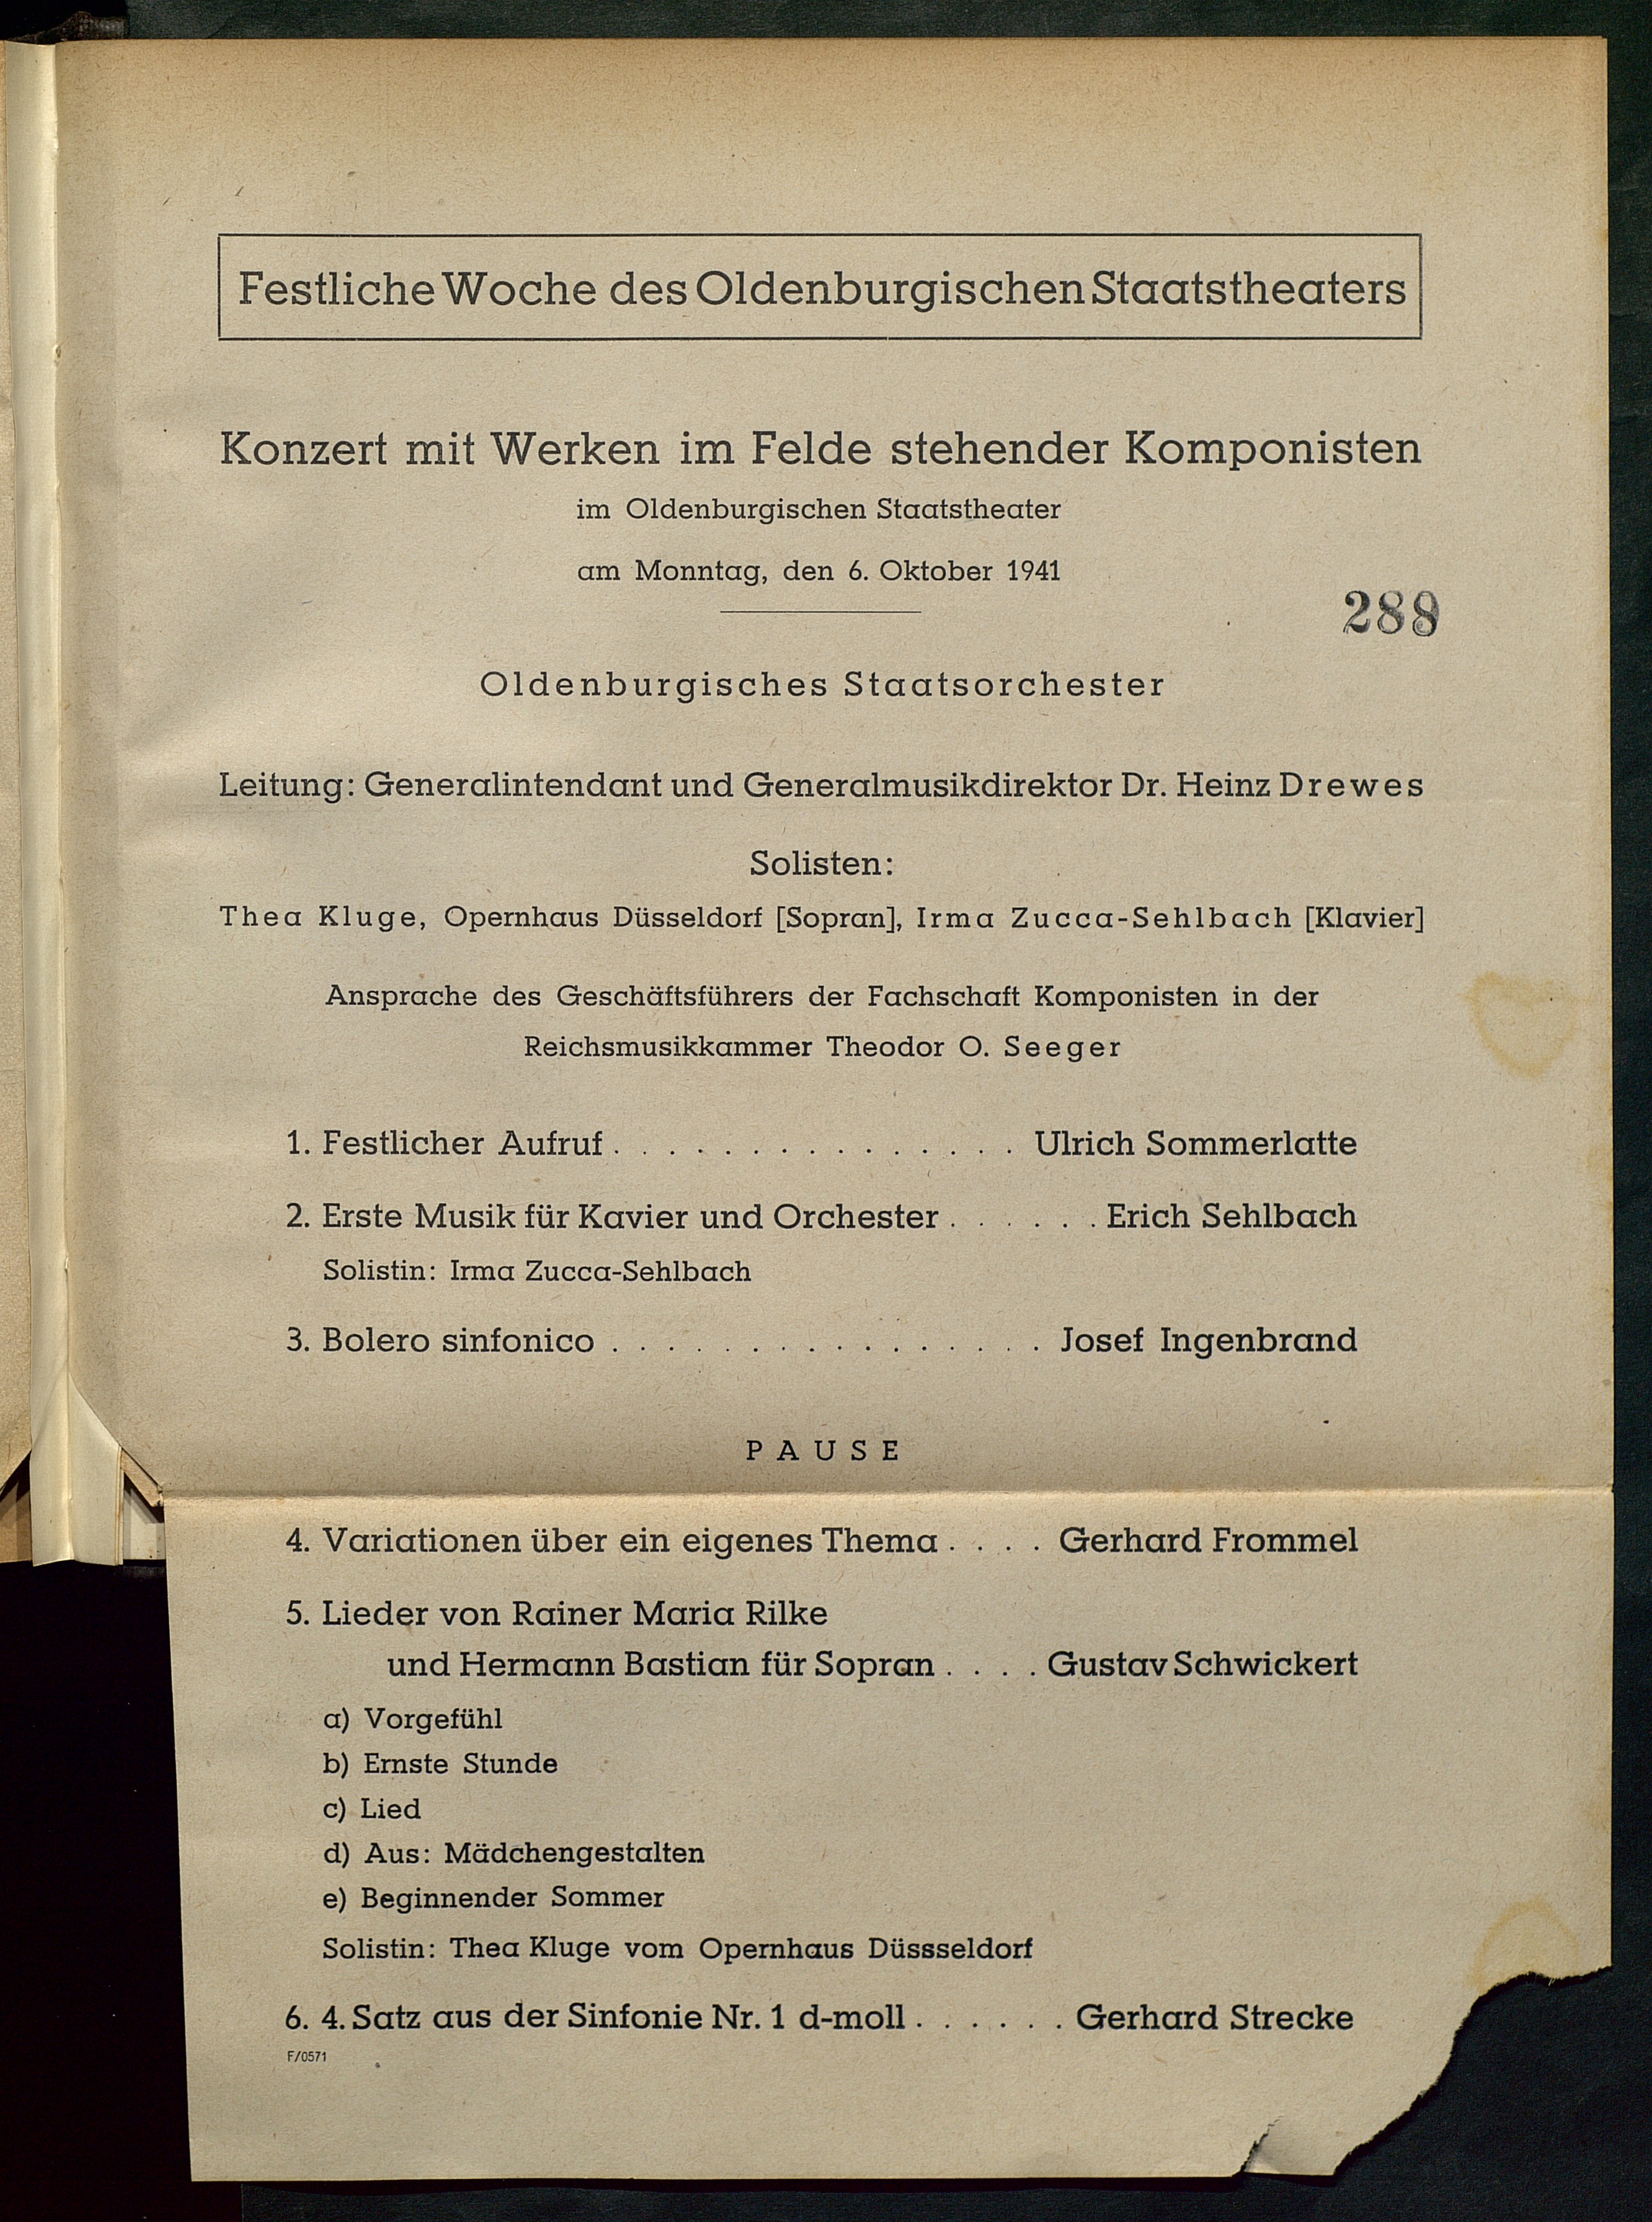 Festliche Woche des Oldenburgischen Staatstheaters
Konzert mit Werken im Felde stehender Komponisten
im Oldenburgischen Staatstheater
am Monntag, den 6. Oktober 1941
289
Oldenburgisches Staatsorchester
Leitung: Generalintendant und Generalmusikdirektor Dr. Heinz Drewes
Solisten:
Thea Kluge, Opernhaus Düsseldorf [Sopran], Irma Zucca-Sehlbach [Klavier]
Ansprache des Geschäftsführers der Fachschaft Komponisten in der
Reichsmusikkammer Theodor O. Seeger
1. Festlicher Aufruf . . . . . . . . . . . . . . . Ulrich Sommerlatte
2. Erste Musik für Kavier und Orchester . . . . . . Erich Sehlbach
Solistin: Irma Zucca-Sehlbach
3. Bolero sinfonico . . . . . . . . . . . . . . . . Josef Ingenbrand
PAUSE
4. Variationen über ein eigenes Thema . . . . Gerhard Frommel
5. Lieder von Rainer Maria Rilke
und Hermann Bastian für Sopran . . . . Gustav Schwickert
a) Vorgefühl
b) Ernste Stunde
c) Lied
d) Aus: Mädchengestalten
e) Beginnender Sommer
Solistin: Thea Kluge vom Opernhaus Düssseldorf
6. 4. Satz aus der Sinfonie Nr. 1 d-moll . . . . . . Gerhard Strecke
F/0571